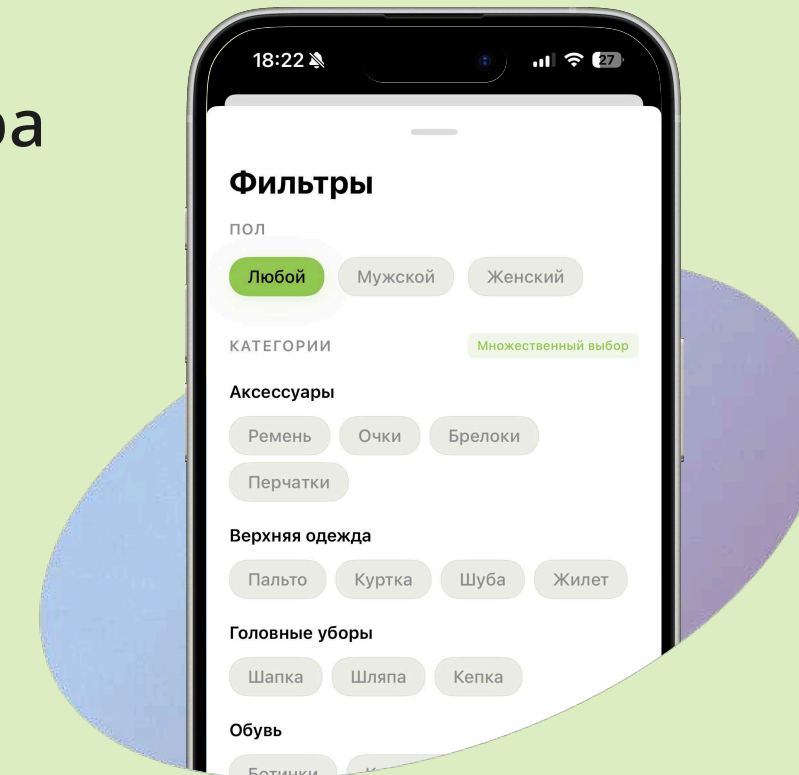 18:22
27
Фильтры
ПОЛ
Любой Мужской Женский
КАТЕГОРИИ Множественный выбор
Аксессуары
Ремень Очки Брелоки
Перчатки
Верхняя одежда
Пальто Куртка Шуба Жилет
Головные уборы
Шапка Шляпа Кепка
Обувь
Ботинки